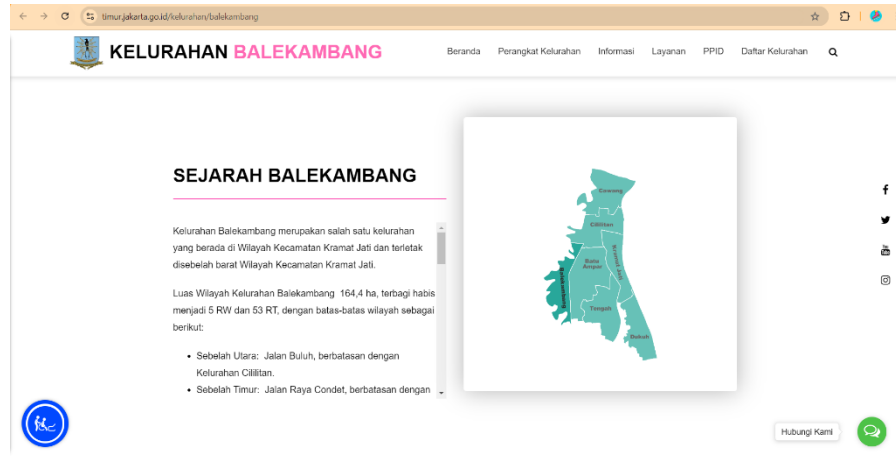 timur.jakarta.go.id/kelurahan/balekambang
KELURAHAN BALEKAMBANG
Beranda Perangkat Kelurahan Informasi Layanan PPID Daftar Kelurahan
SEJARAH BALEKAMBANG
Kelurahan Balekambang merupakan salah satu kelurahan
yang berada di Wilayah Kecamatan Kramat Jati dan terletak
disebelah barat Wilayah Kecamatan Kramat Jati.
Luas Wilayah Kelurahan Balekambang 164,4 ha, terbagi habis
menjadi 5 RW dan 53 RT, dengan batas-batas wilayah sebagai
berikut:
• Sebelah Utara: Jalan Buluh, berbatasan dengan
Kelurahan Cililitan.
• Sebelah Timur: Jalan Raya Condet, berbatasan dengan
Cawang
Cililitan
Kramat Jati
Batu
Ampar
Balekambang
Tengah
Dukuh
Hubungi Kami